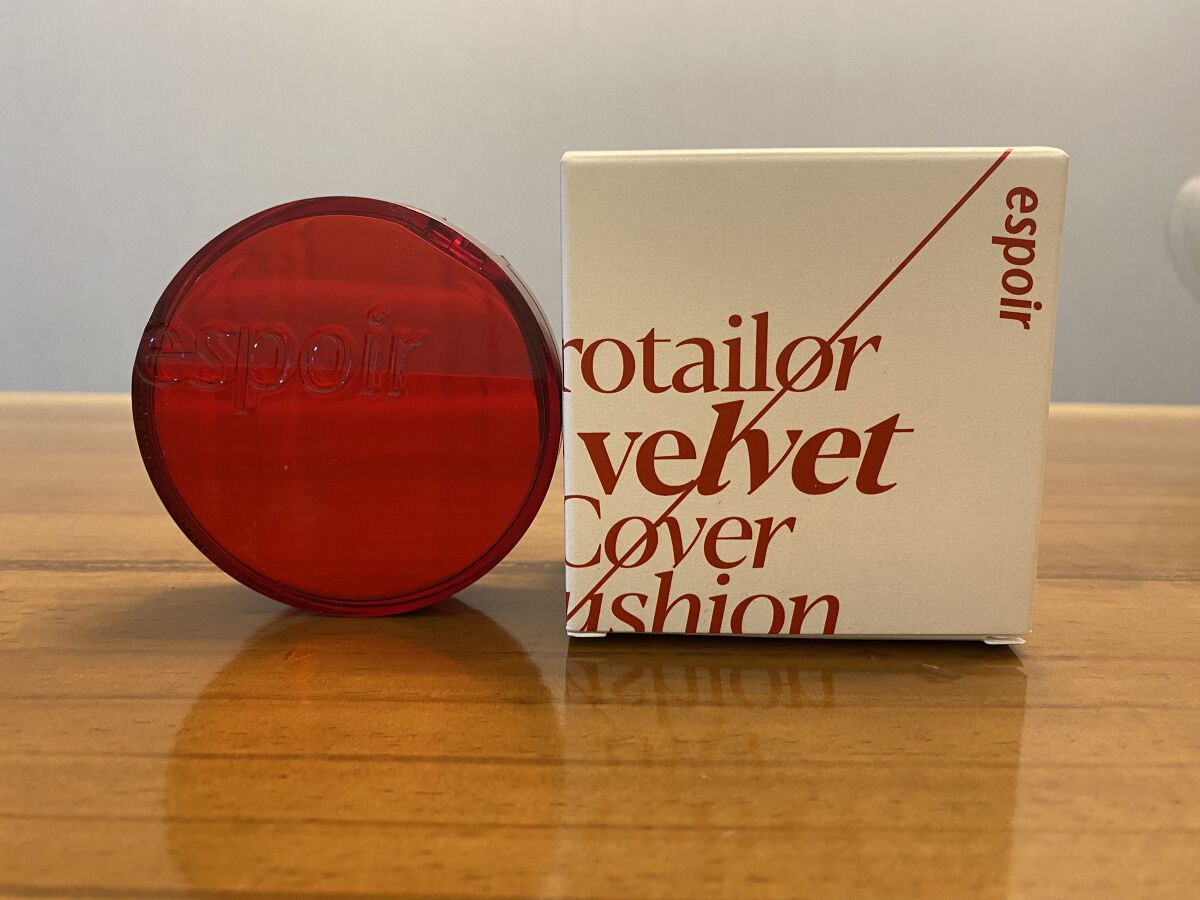 espoir
espoir
rotailor
velvet
Cover
ushion